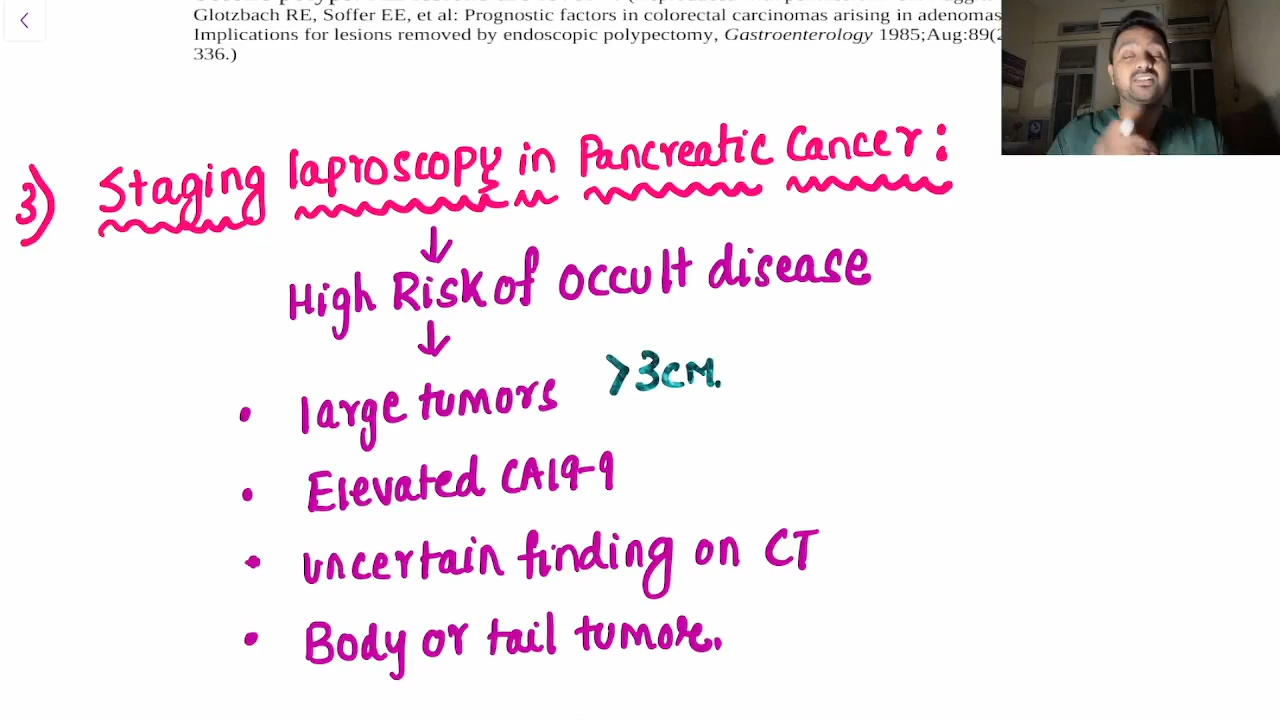 Glotzbach RE, Soffer EE, et al: Prognostic factors in colorectal carcinomas arising in adenomas
Implications for lesions removed by endoscopic polypectomy, Gastroenterology 1985;Aug:89(2
336.)
3) Staging laproscopy in Pancreatic Cancer:
↓
High Risk of occult disease
↓
• large tumors >3CM.
• Elevated CA19-9
• uncertain finding on CT
• Body or tail tumors.